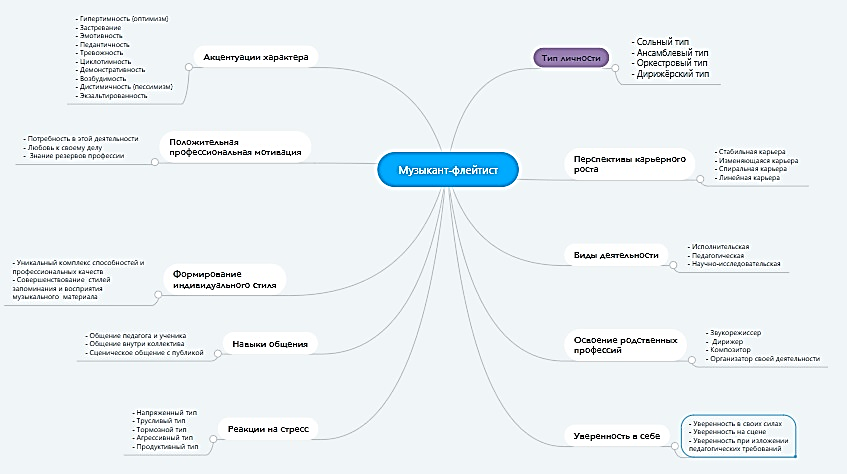 Музыкант-флейтист
Акцентуации характера
- Гипертимность (оптимизм)
- Застревание
- Эмотивность
- Педантичность
- Тревожность
- Циклотимность
- Демонстративность
- Возбудимость
- Дистимичность (пессимизм)
- Экзальтированность
Положительная
профессиональная мотивация
- Потребность в этой деятельности
- Любовь к своему делу
- Знание резервов профессии
Формирование
индивидуального стиля
- Уникальный комплекс способностей и
профессиональных качеств
- Совершенствование стилей
запоминания и восприятия
музыкального материала
Навыки общения
- Общение педагога и ученика
- Общение внутри коллектива
- Сценическое общение с публикой
Реакции на стресс
- Напряженный тип
- Трусливый тип
- Тормозной тип
- Агрессивный тип
- Продуктивный тип
Тип личности
- Сольный тип
- Ансамблевый тип
- Оркестровый тип
- Дирижёрский тип
Перспективы карьерного
роста
- Стабильная карьера
- Изменяющаяся карьера
- Спиральная карьера
- Линейная карьера
Виды деятельности
- Исполнительская
- Педагогическая
- Научно-исследовательская
Освоение родственных
профессий
- Звукорежиссер
- Дирижер
- Композитор
- Организатор своей деятельности
Уверенность в себе
- Уверенность в своих силах
- Уверенность на сцене
- Уверенность при изложении
педагогических требований